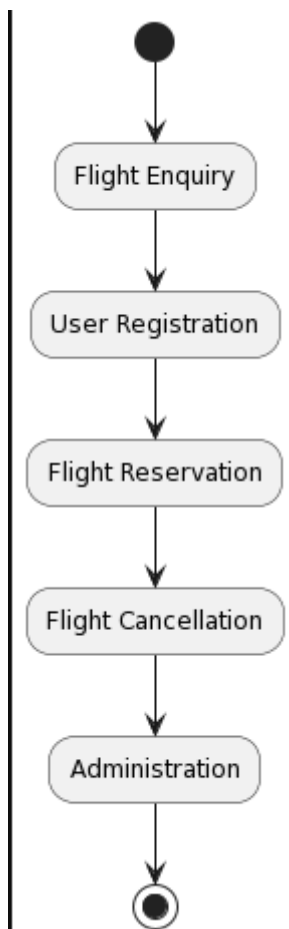 Flight Enquiry
User Registration
Flight Reservation
Flight Cancellation
Administration